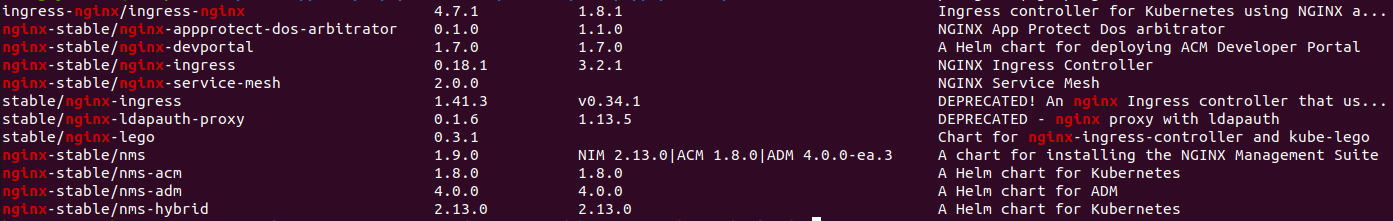 ingress-nginx/ingress-nginx 4.7.1 1.8.1 Ingress controller for Kubernetes using NGINX a...
nginx-stable/nginx-appprotect-dos-arbitrator 0.1.0 1.1.0 NGINX App Protect Dos arbitrator
nginx-stable/nginx-devportal 1.7.0 1.7.0 A Helm chart for deploying ACM Developer Portal
nginx-stable/nginx-ingress 0.18.1 3.2.1 NGINX Ingress Controller
nginx-stable/nginx-service-mesh 2.0.0 NGINX Service Mesh
stable/nginx-ingress 1.41.3 v0.34.1 DEPRECATED! An nginx Ingress controller that us...
stable/nginx-ldapauth-proxy 0.1.6 1.13.5 DEPRECATED - nginx proxy with ldapauth
stable/nginx-lego 0.3.1 Chart for nginx-ingress-controller and kube-lego
nginx-stable/nms 1.9.0 NIM 2.13.0|ACM 1.8.0|ADM 4.0.0-ea.3 A chart for installing the NGINX Management Suite
nginx-stable/nms-acm 1.8.0 1.8.0 A Helm chart for Kubernetes
nginx-stable/nms-adm 4.0.0 4.0.0 A Helm chart for ADM
nginx-stable/nms-hybrid 2.13.0 2.13.0 A Helm chart for Kubernetes